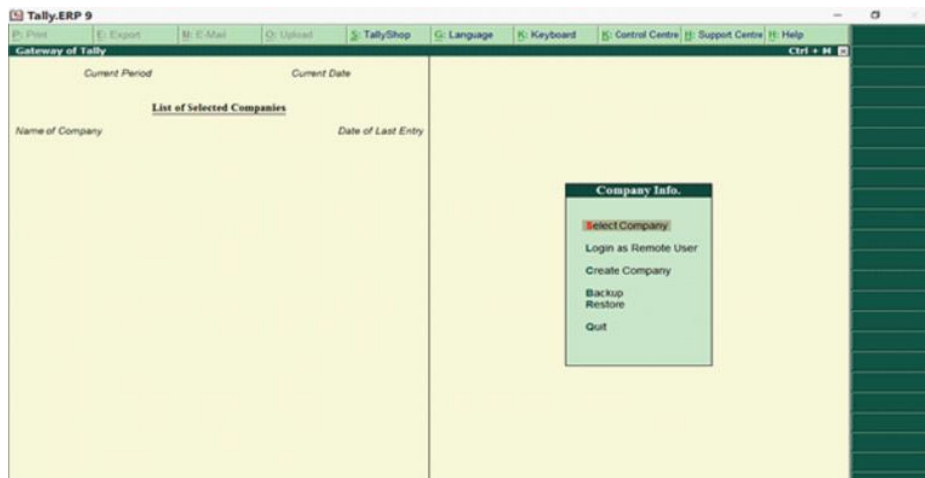 Tally.ERP 9
P: Print E: Export M: E-Mail O: Upload S: TallyShop G: Language K: Keyboard K: Control Centre H: Support Centre H: Help
Gateway of Tally Ctrl + M
Current Period Current Date
List of Selected Companies
Name of Company Date of Last Entry
Company Info.
Select Company
Login as Remote User
Create Company
Backup
Restore
Quit